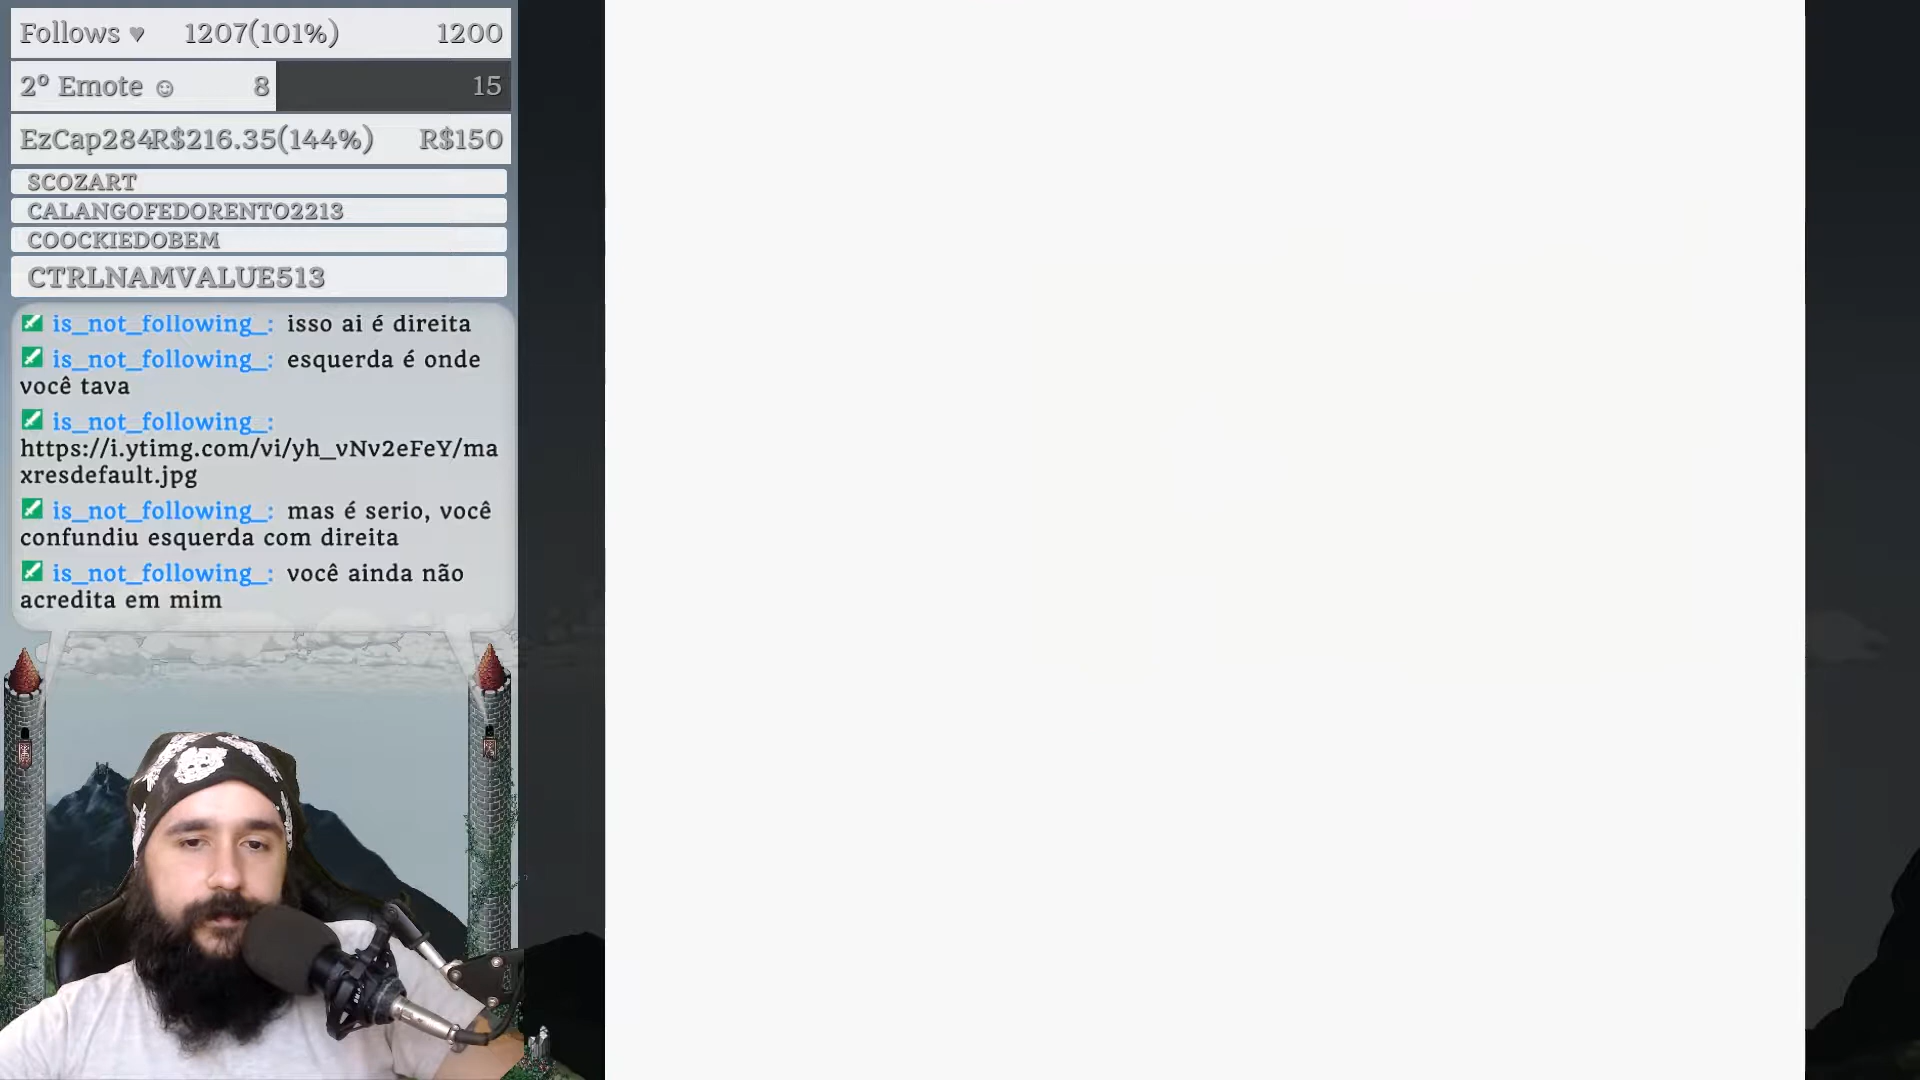 Follows ♥ 1207(101%) 1200
2º Emote ☺ 8 15
EzCap284R$216.35(144%) R$150
SCOZART
CALANGOFEDORENTO2213
COOCKIEDOBEM
CTRLNAMVALUE513
is_not_following_: isso ai é direita
is_not_following_: esquerda é onde
você tava
is_not_following_:
https://i.ytimg.com/vi/yh_vNv2eFeY/ma
xresdefault.jpg
is_not_following_: mas é serio, você
confundiu esquerda com direita
is_not_following_: você ainda não
acredita em mim